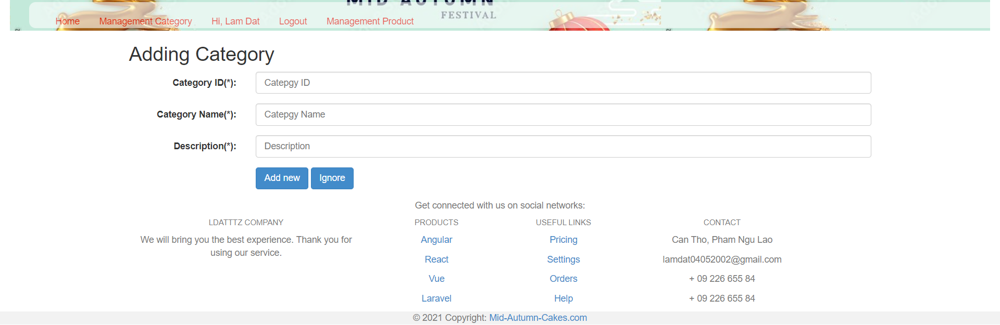 MID AUTUMN
FESTIVAL
Home Management Category Hi, Lam Dat Logout Management Product
Adding Category
Category ID(*): Catepgy ID
Category Name(*): Catepgy Name
Description(*): Description
Add new Ignore
Get connected with us on social networks:
LDATTTZ COMPANY
We will bring you the best experience. Thank you for
using our service.
PRODUCTS
Angular
React
Vue
Laravel
USEFUL LINKS
Pricing
Settings
Orders
Help
CONTACT
Can Tho, Pham Ngu Lao
lamdat04052002@gmail.com
+ 09 226 655 84
+ 09 226 655 84
© 2021 Copyright: Mid-Autumn-Cakes.com